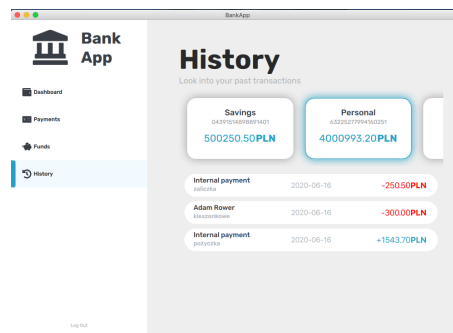 BankApp
Bank
App
Dashboard
Payments
Funds
History
Log Out
History
Look into your past transactions
Savings
04391514898691401
500250.50PLN
Personal
63225277994160251
4000993.20PLN
Internal payment
zaliczka
2020-06-16
-250.50PLN
Adam Rower
kieszonkowe
2020-06-16
-300.00PLN
Internal payment
pożyczka
2020-06-16
+1543.70PLN